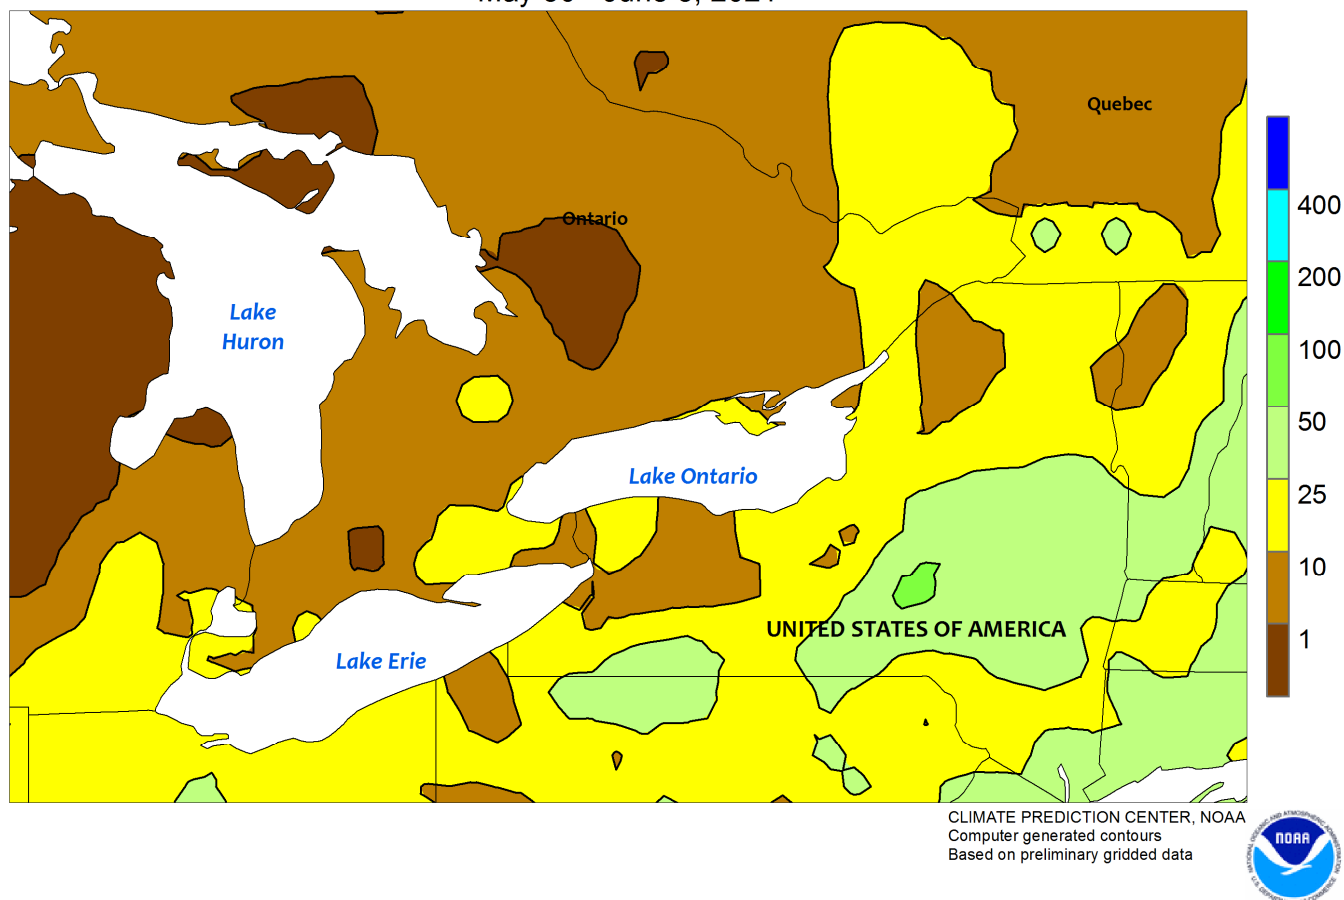 Quebec
400
Ontario
200
Lake
Huron
100
50
Lake Ontario
25
10
UNITED STATES OF AMERICA
1
Lake Erie
CLIMATE PREDICTION CENTER, NOAA
Computer generated contours
Based on preliminary gridded data
NOAA